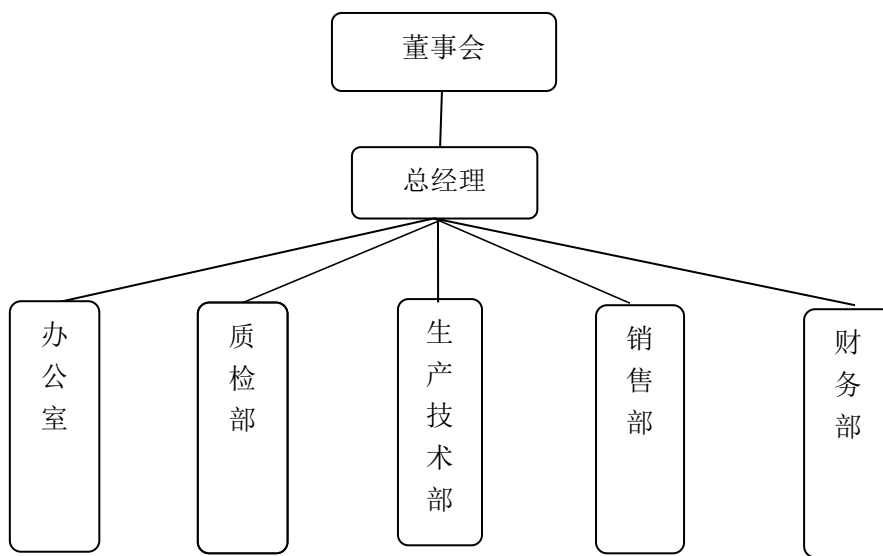 董事会
总经理
办公室
质检部
生产技术部
销售部
财务部